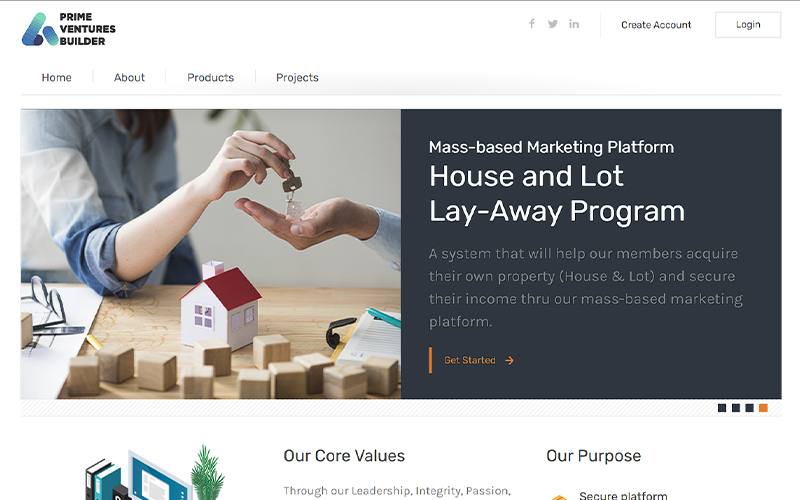 PRIME
VENTURES
BUILDER
Create Account
Login
Home
About
Products
Projects
Mass-based Marketing Platform
House and Lot
Lay-Away Program
A system that will help our members acquire
their own property (House & Lot) and secure
their income thru our mass-based marketing
platform.
Get Started
Our Core Values
Our Purpose
Through our Leadership, Integrity, Passion,
Secure platform